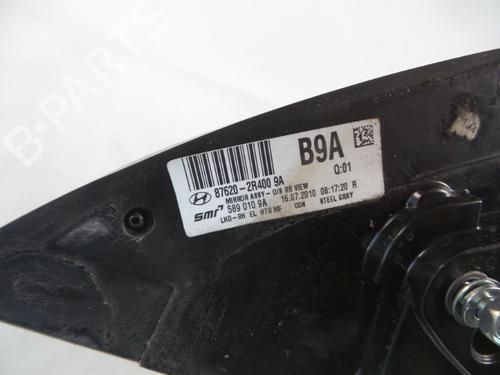 B-Parts
B9A
Q:01
87620-2R400 9A
MIRROR ASSY - O/S RR VIEW
smr 589 010 9A 16.07.2010 08:17:20 R
LHD-RH EL HTR MF CON STEEL GRAY